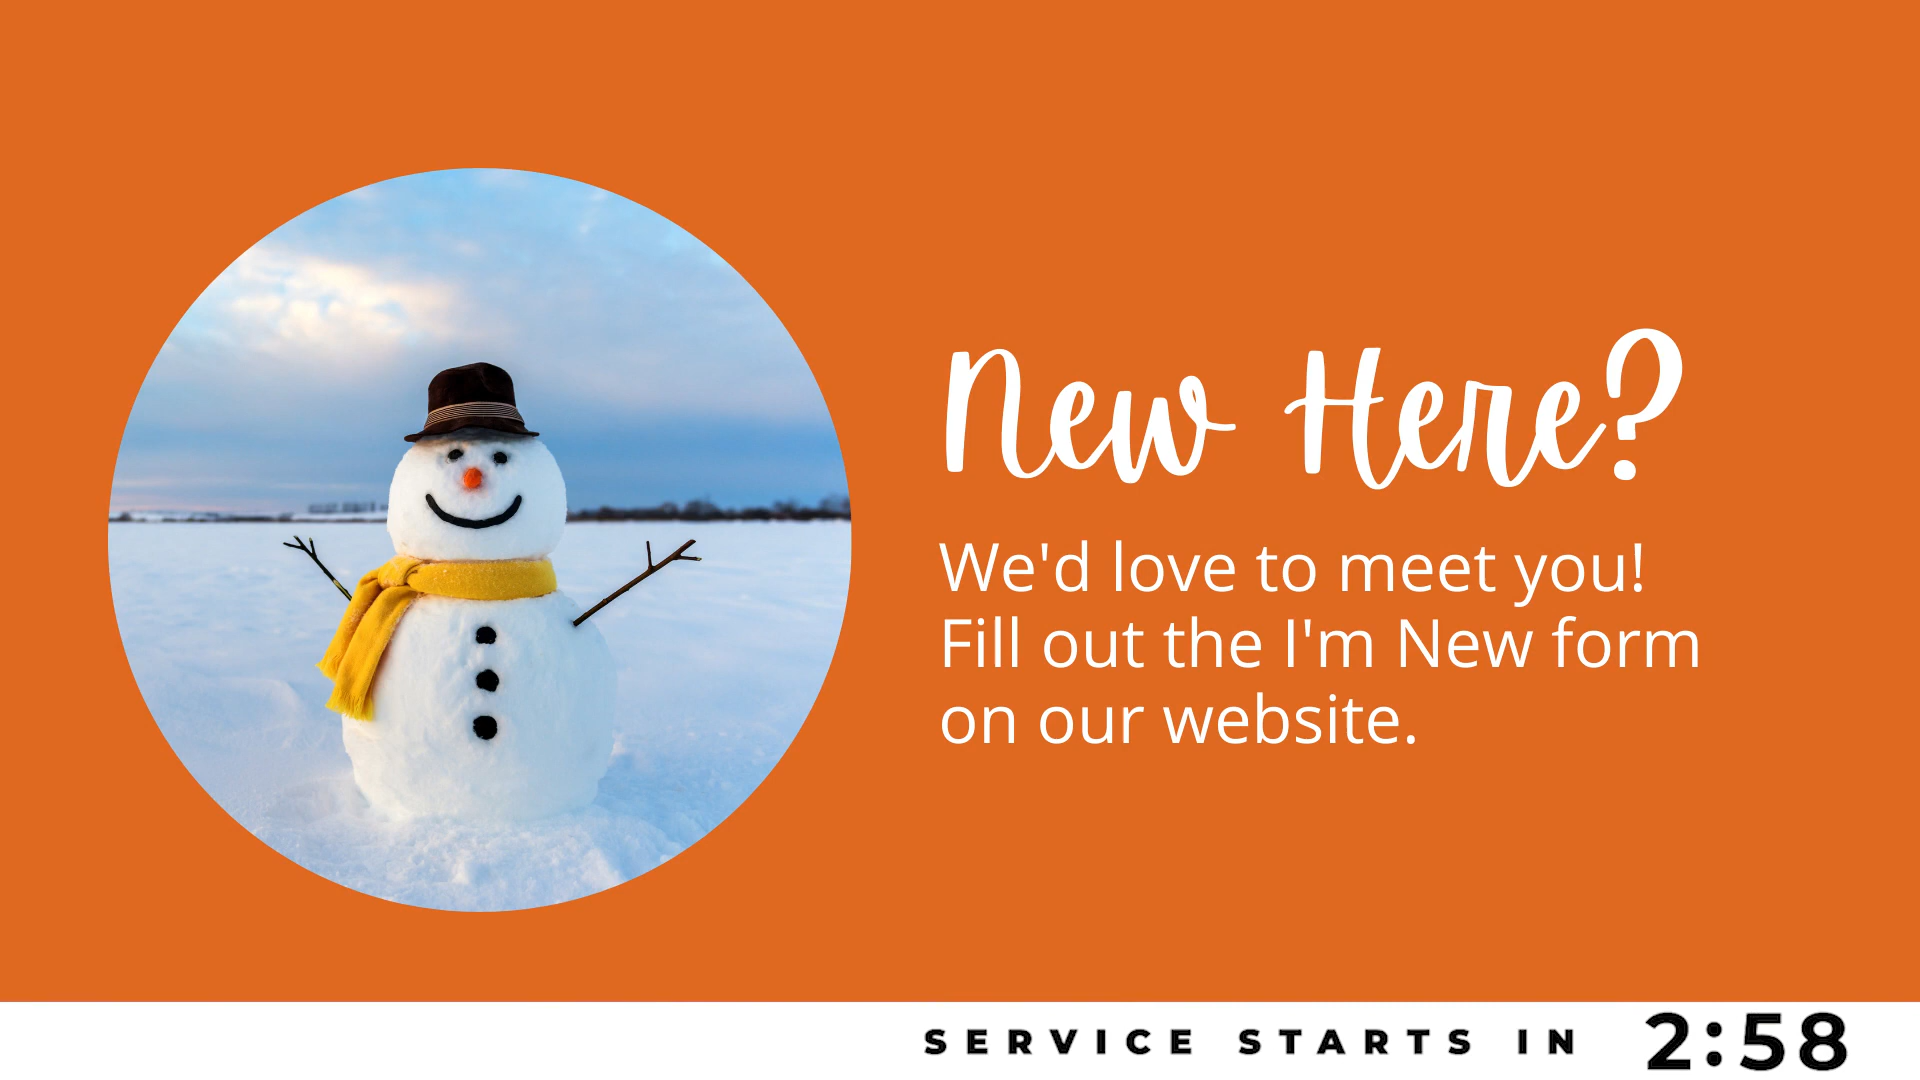 New Here?
We'd love to meet you!
Fill out the I'm New form
on our website.
SERVICE STARTS IN 2:58